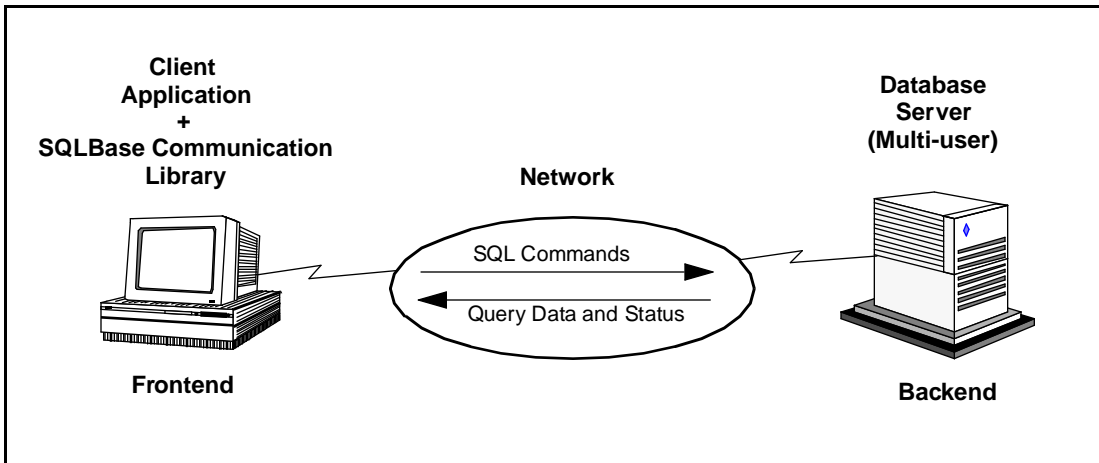 Client
Application
+
SQLBase Communication
Library
Frontend
Network
SQL Commands
Query Data and Status
Database
Server
(Multi-user)
Backend